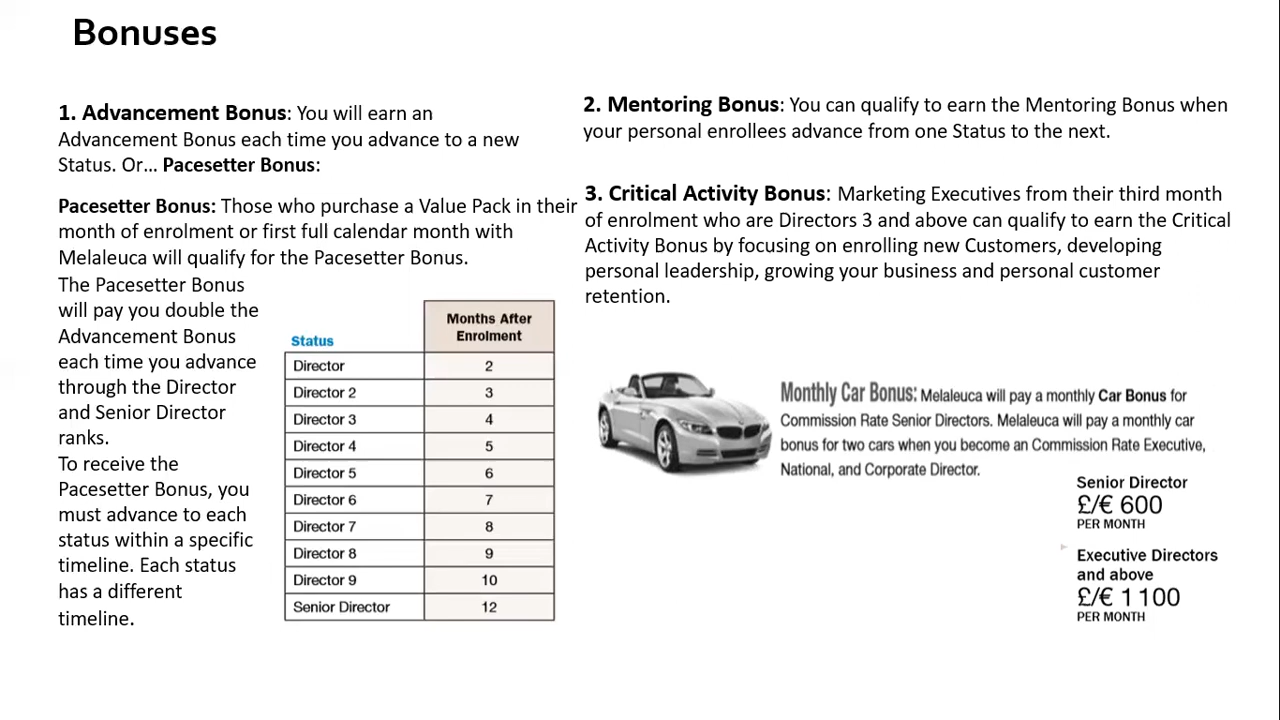 Bonuses
1. Advancement Bonus: You will earn an
Advancement Bonus each time you advance to a new
Status. Or... Pacesetter Bonus:
Pacesetter Bonus: Those who purchase a Value Pack in their
month of enrolment or first full calendar month with
Melaleuca will qualify for the Pacesetter Bonus.
The Pacesetter Bonus
will pay you double the
Advancement Bonus
each time you advance
through the Director
and Senior Director
ranks.
To receive the
Pacesetter Bonus, you
must advance to each
status within a specific
timeline. Each status
has a different
timeline.
Status
Months After
Enrolment
Director 2
Director 2 3
Director 3 4
Director 4 5
Director 5 6
Director 6 7
Director 7 8
Director 8 9
Director 9 10
Senior Director 12
2. Mentoring Bonus: You can qualify to earn the Mentoring Bonus when
your personal enrollees advance from one Status to the next.
3. Critical Activity Bonus: Marketing Executives from their third month
of enrolment who are Directors 3 and above can qualify to earn the Critical
Activity Bonus by focusing on enrolling new Customers, developing
personal leadership, growing your business and personal customer
retention.
Monthly Car Bonus: Melaleuca will pay a monthly Car Bonus for
Commission Rate Senior Directors. Melaleuca will pay a monthly car
bonus for two cars when you become an Commission Rate Executive,
National, and Corporate Director.
Senior Director
£/€ 600
PER MONTH
Executive Directors
and above
£/€ 1100
PER MONTH